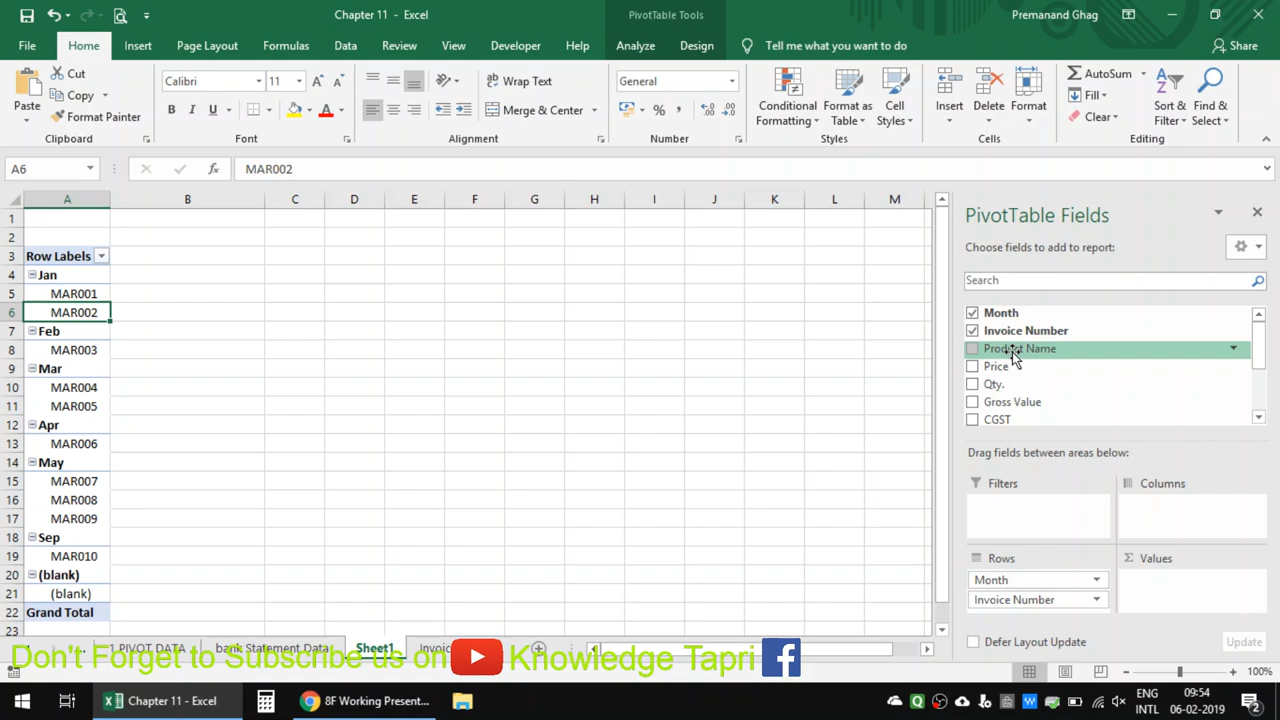 Chapter 11 - Excel
PivotTable Tools
Premanand Ghag
File Home Insert Page Layout Formulas Data Review View Developer Help Analyze Design Tell me what you want to do Share
Paste
Cut
Copy
Format Painter
Clipboard
Calibri 11
B I U
Font
Wrap Text
Merge & Center
Alignment
General
Number
Conditional Formatting
Format as Table
Cell Styles
Styles
Insert
Delete
Format
Cells
AutoSum
Fill
Clear
Sort & Filter
Find & Select
Editing
A6 fx MAR002
A B C D E F G H I J K L M
1
2
3 Row Labels
4 Jan
5 MAR001
6 MAR002
7 Feb
8 MAR003
9 Mar
10 MAR004
11 MAR005
12 Apr
13 MAR006
14 May
15 MAR007
16 MAR008
17 MAR009
18 Sep
19 MAR010
20 (blank)
21 (blank)
22 Grand Total
23
PivotTable Fields
Choose fields to add to report:
Search
Month
Invoice Number
Product Name
Price
Qty.
Gross Value
CGST
Drag fields between areas below:
Filters
Columns
Rows
Values
Month
Invoice Number
Defer Layout Update Update
1 PIVOT DATA bank Statement Data Sheet1
Don't Forget to Subscribe us on Knowledge Tapri
100%
Chapter 11 - Excel
8F Working Present...
ENG
INTL
09:54
06-02-2019
2